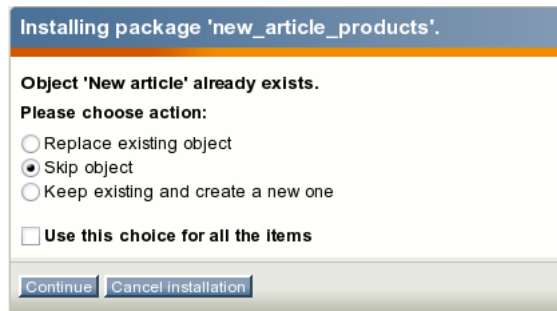 Installing package 'new_article_products'.
Object 'New article' already exists.
Please choose action:
Replace existing object
Skip object
Keep existing and create a new one
Use this choice for all the items
Continue Cancel installation